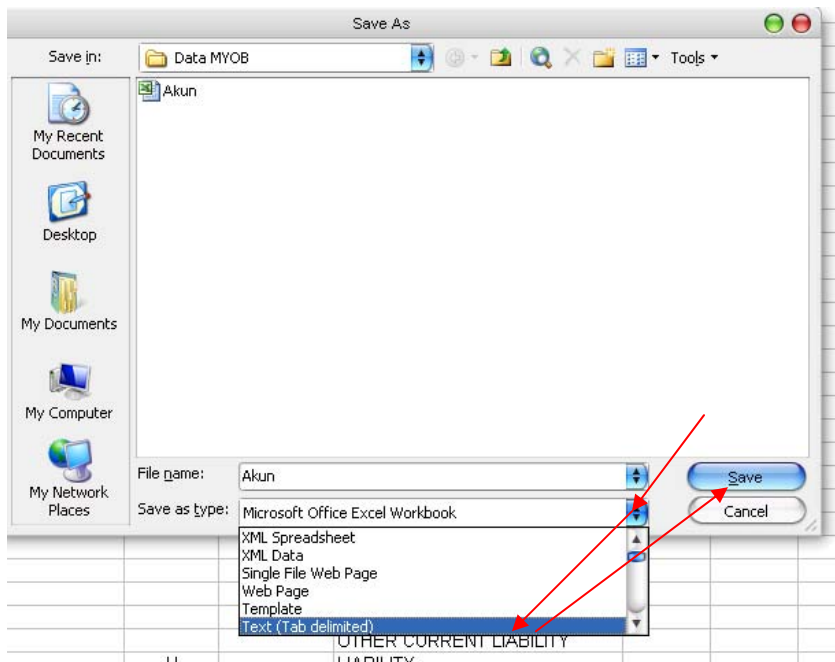 Save As
Save in:
Data MYOB
Tools
Akun
My Recent
Documents
Desktop
My Documents
My Computer
My Network
Places
File name:
Akun
Save
Save as type:
Microsoft Office Excel Workbook
Cancel
XML Spreadsheet
XML Data
Single File Web Page
Web Page
Template
Text (Tab delimited)
OTHER CURRENT LIABILITY
H
LIABILITY